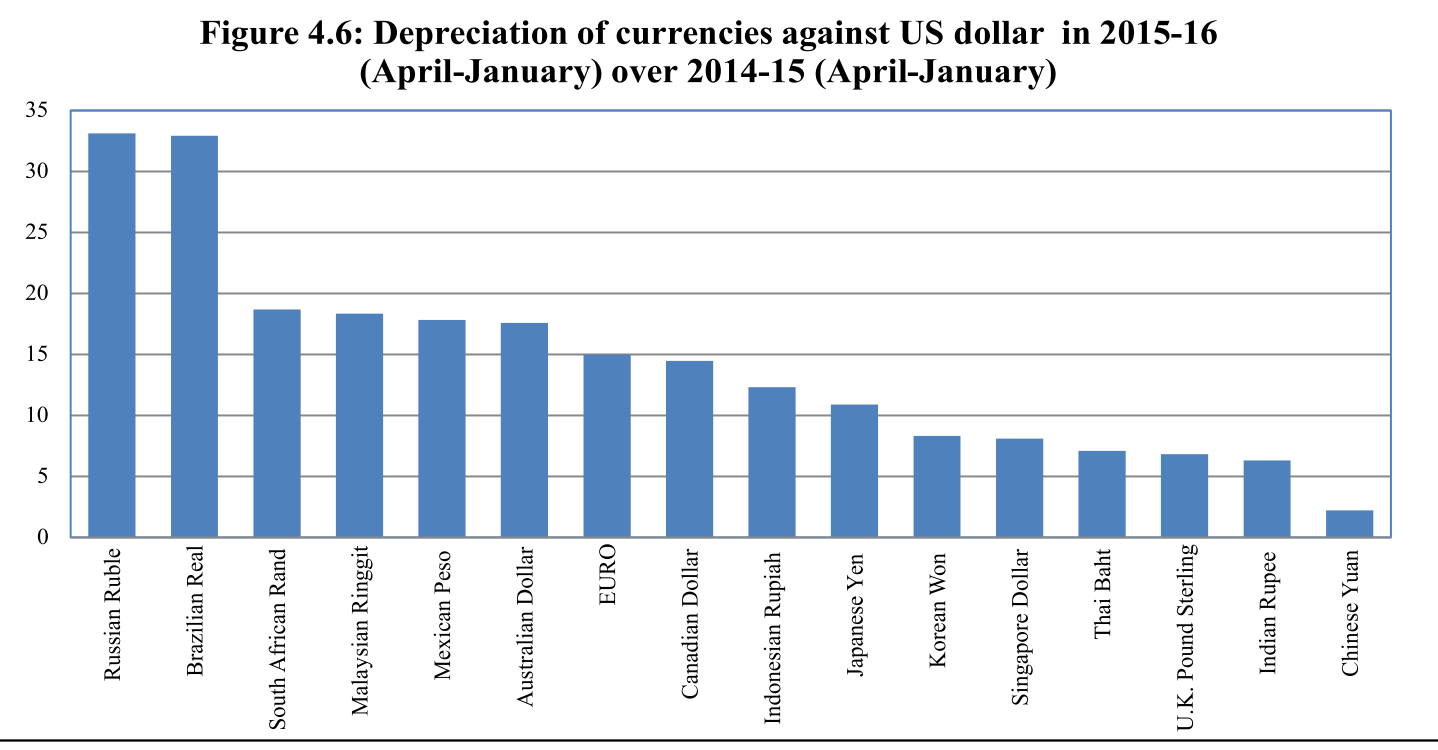 Figure 4.6: Depreciation of currencies against US dollar in 2015-16
(April-January) over 2014-15 (April-January)
35
30
25
20
15
10
5
0
Russian Ruble
Brazilian Real
South African Rand
Malaysian Ringgit
Mexican Peso
Australian Dollar
EURO
Canadian Dollar
Indonesian Rupiah
Japanese Yen
Korean Won
Singapore Dollar
Thai Baht
U.K. Pound Sterling
Indian Rupee
Chinese Yuan